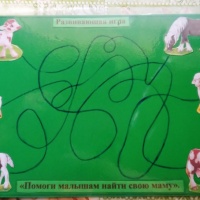 Развивающая игра
«Помоги малышам найти свою маму».